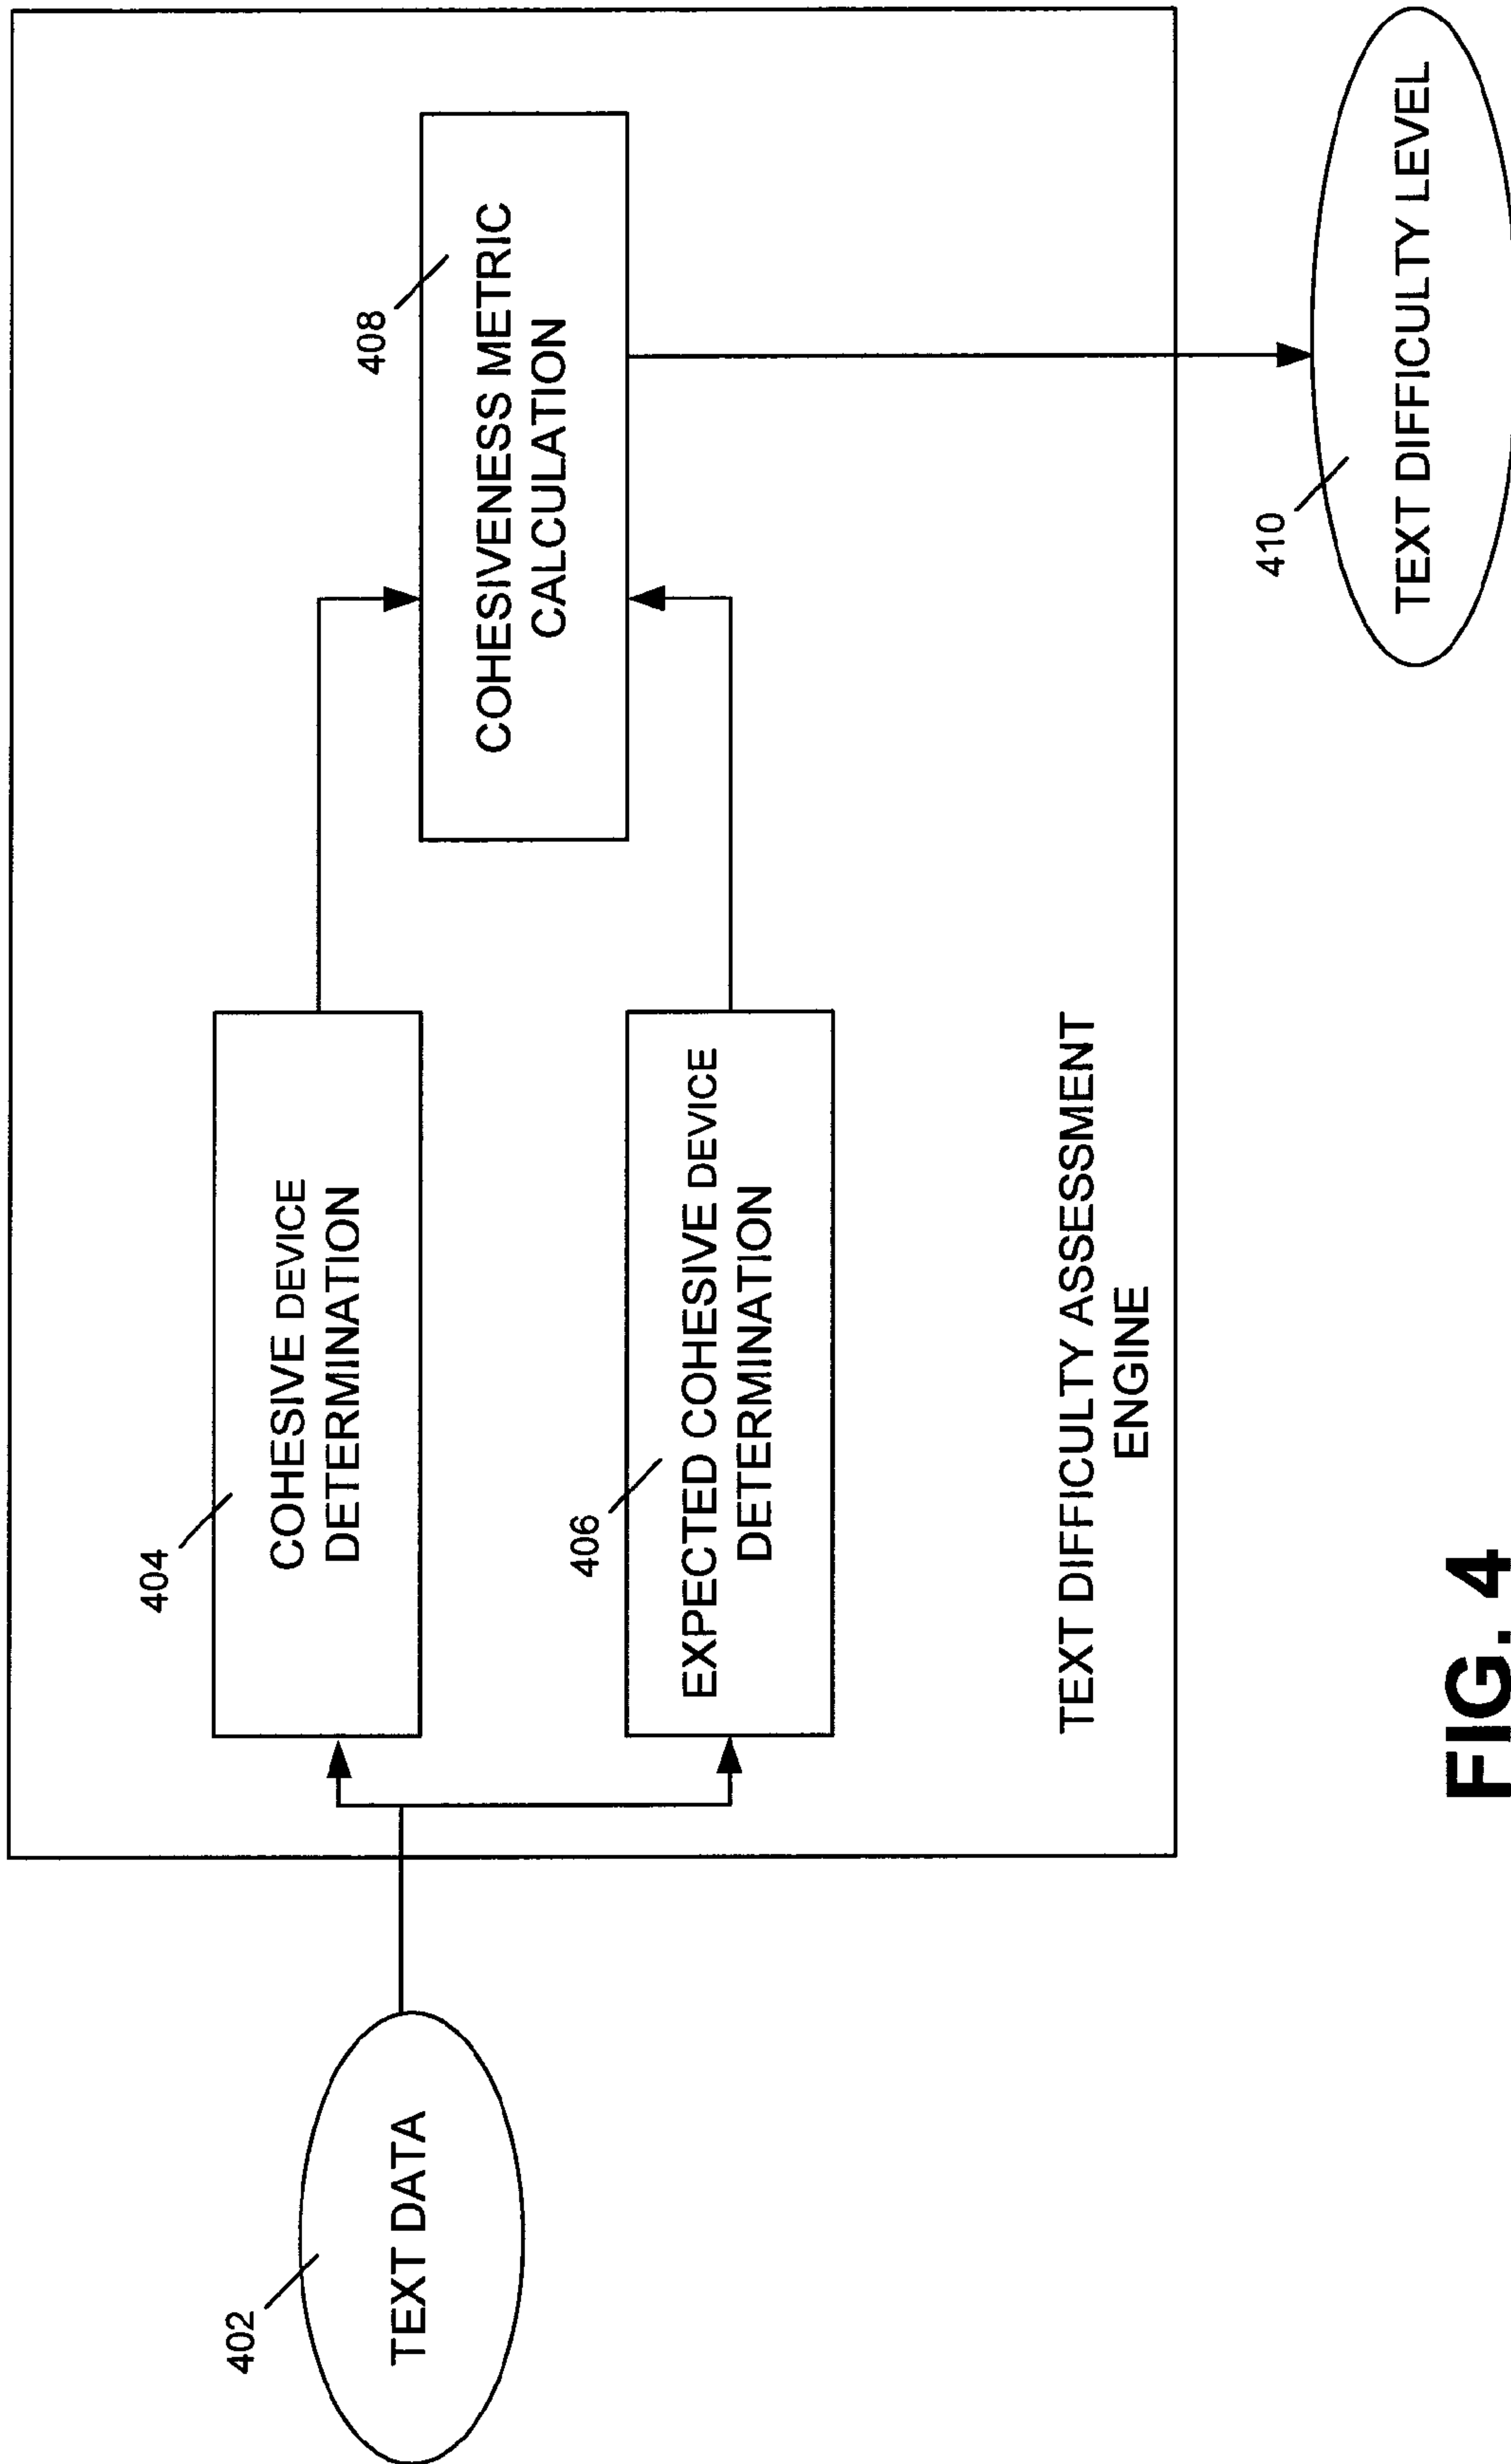 402
TEXT DATA
404
COHESIVE DEVICE
DETERMINATION
406
EXPECTED COHESIVE DEVICE
DETERMINATION
408
COHESIVENESS METRIC
CALCULATION
TEXT DIFFICULTY ASSESSMENT
ENGINE
410
TEXT DIFFICULTY LEVEL
FIG. 4